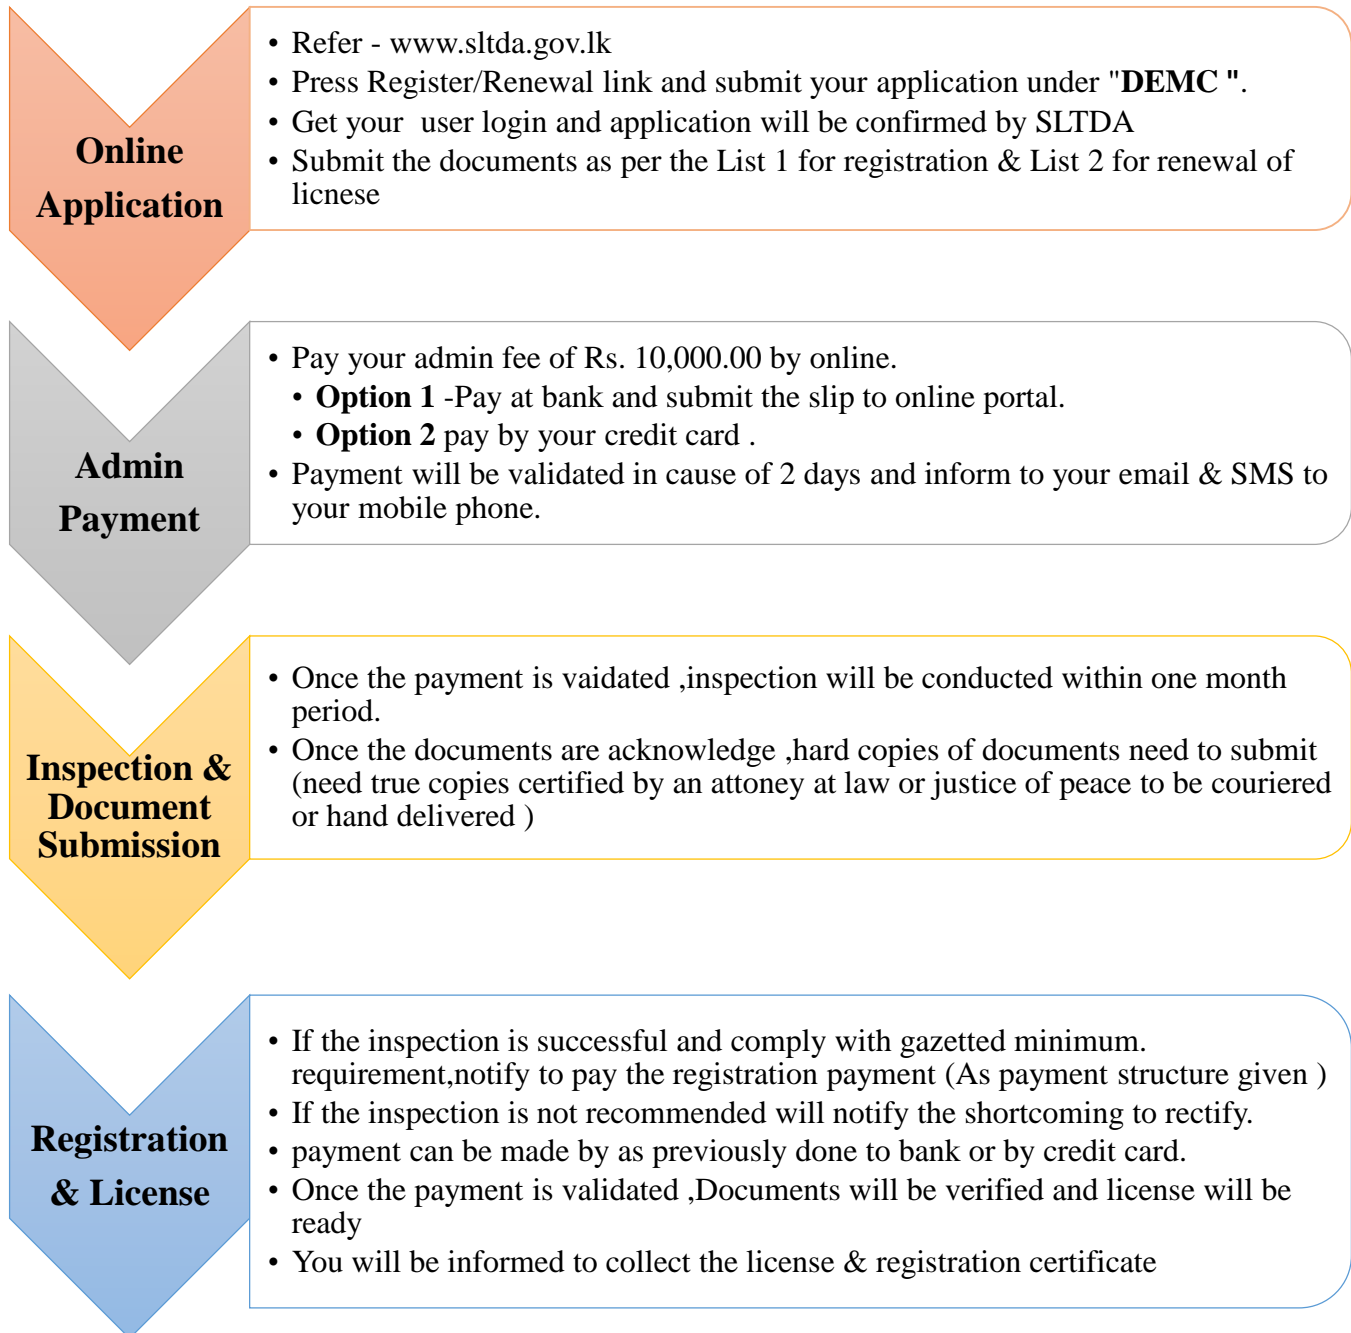 Online
Application
• Refer - www.sltda.gov.lk
• Press Register/Renewal link and submit your application under "DEMC ".
• Get your  user login and application will be confirmed by SLTDA
• Submit the documents as per the List 1 for registration & List 2 for renewal of
licnese
Admin
Payment
• Pay your admin fee of Rs. 10,000.00 by online.
• Option 1 -Pay at bank and submit the slip to online portal.
• Option 2 pay by your credit card .
• Payment will be validated in cause of 2 days and inform to your email & SMS to
your mobile phone.
Inspection &
Document
Submission
• Once the payment is vaidated ,inspection will be conducted within one month
period.
• Once the documents are acknowledge ,hard copies of documents need to submit
(need true copies certified by an attoney at law or justice of peace to be couriered
or hand delivered )
Registration
& License
• If the inspection is successful and comply with gazetted minimum.
requirement,notify to pay the registration payment (As payment structure given )
• If the inspection is not recommended will notify the shortcoming to rectify.
• payment can be made by as previously done to bank or by credit card.
• Once the payment is validated ,Documents will be verified and license will be
ready
• You will be informed to collect the license & registration certificate